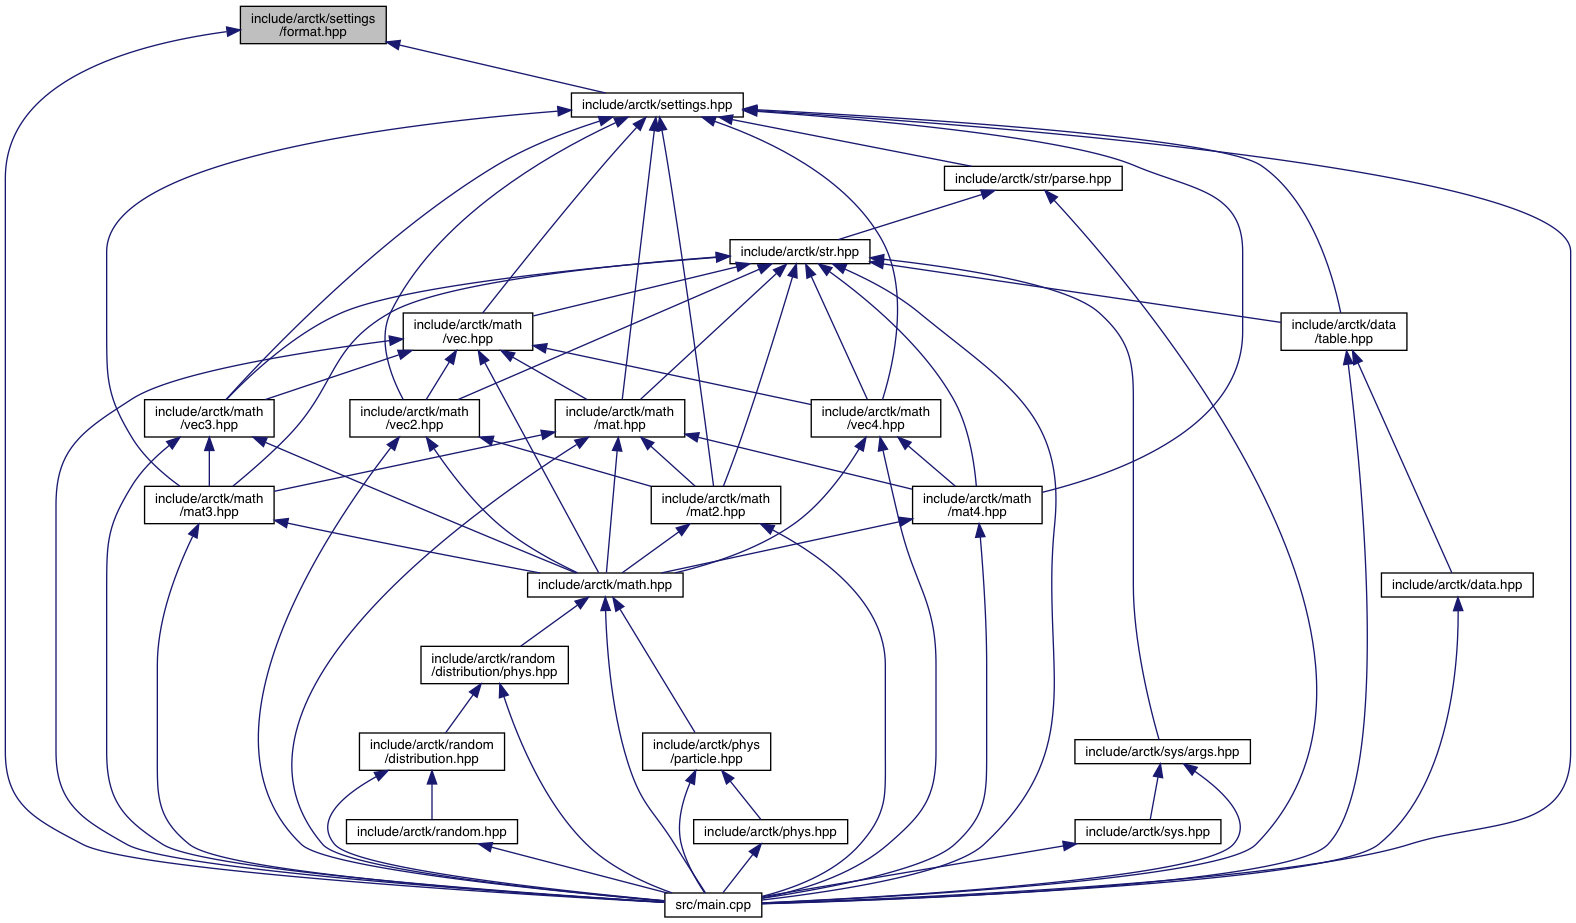 include/arctk/settings
/format.hpp
include/arctk/settings.hpp
include/arctk/str/parse.hpp
include/arctk/str.hpp
include/arctk/math
/vec.hpp
include/arctk/data
/table.hpp
include/arctk/math
/vec3.hpp
include/arctk/math
/vec2.hpp
include/arctk/math
/mat.hpp
include/arctk/math
/vec4.hpp
include/arctk/math
/mat3.hpp
include/arctk/math
/mat2.hpp
include/arctk/math
/mat4.hpp
include/arctk/math.hpp
include/arctk/data.hpp
include/arctk/random
/distribution/phys.hpp
include/arctk/random
/distribution.hpp
include/arctk/phys
/particle.hpp
include/arctk/sys/args.hpp
include/arctk/random.hpp
include/arctk/phys.hpp
include/arctk/sys.hpp
src/main.cpp